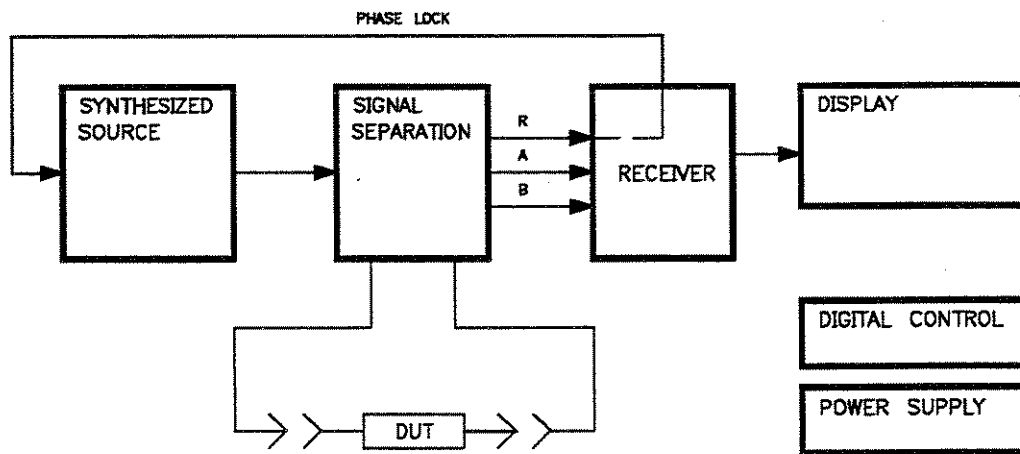 PHASE LOCK
SYNTHESIZED
SOURCE
SIGNAL
SEPARATION
R
A
B
RECEIVER
DISPLAY
DIGITAL CONTROL
POWER SUPPLY
DUT